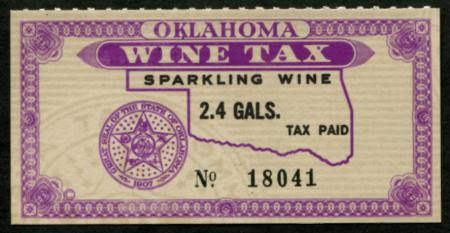 OKLAHOMA
WINE TAX
SPARKLING WINE
2.4 GALS.
TAX PAID
GREAT SEAL OF THE STATE OF OKLAHOMA
1907
No 18041